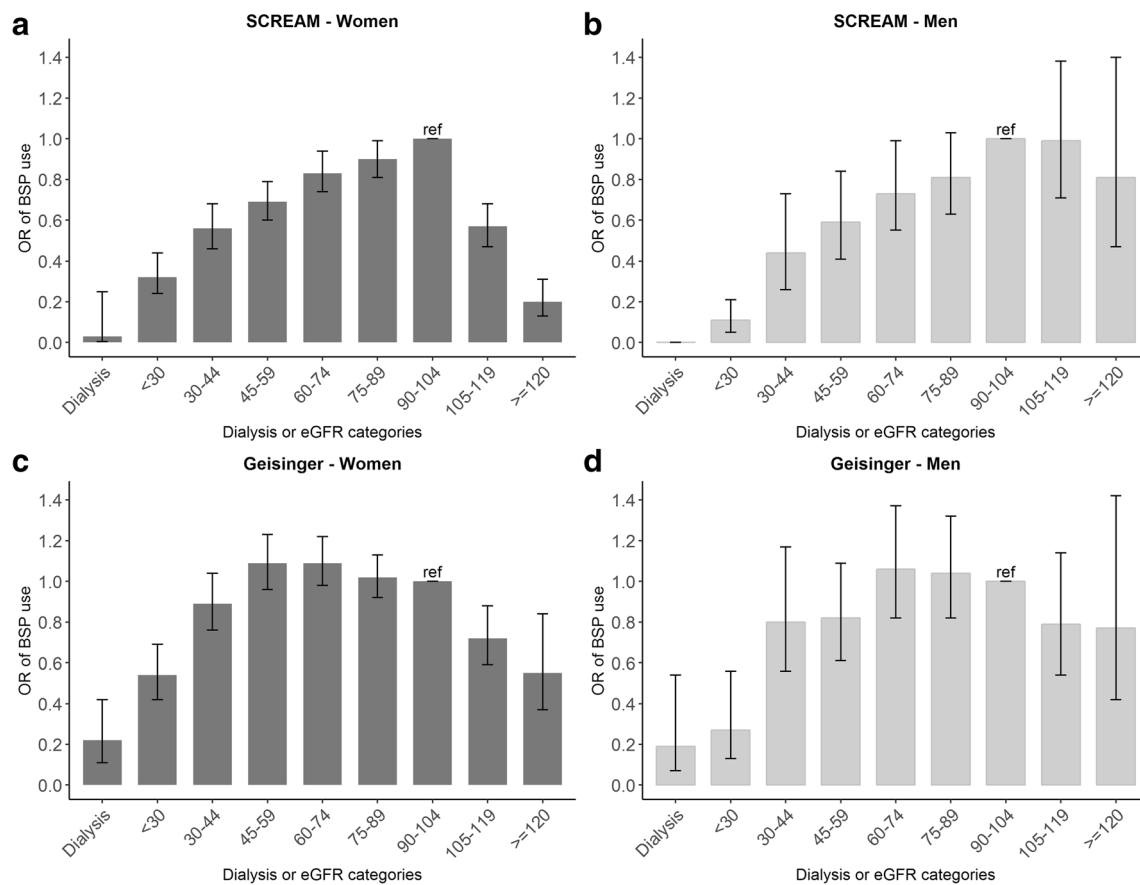 a
SCREAM - Women
OR of BSP use
1.4
1.2
1.0
0.8
0.6
0.4
0.2
0.0
ref
Dialysis
<30
30-44
45-59
60-74
75-89
90-104
105-119
>=120
Dialysis or eGFR categories
b
SCREAM - Men
OR of BSP use
1.4
1.2
1.0
0.8
0.6
0.4
0.2
0.0
ref
Dialysis
<30
30-44
45-59
60-74
75-89
90-104
105-119
>=120
Dialysis or eGFR categories
c
Geisinger - Women
OR of BSP use
1.4
1.2
1.0
0.8
0.6
0.4
0.2
0.0
ref
Dialysis
<30
30-44
45-59
60-74
75-89
90-104
105-119
>=120
Dialysis or eGFR categories
d
Geisinger - Men
OR of BSP use
1.4
1.2
1.0
0.8
0.6
0.4
0.2
0.0
ref
Dialysis
<30
30-44
45-59
60-74
75-89
90-104
105-119
>=120
Dialysis or eGFR categories